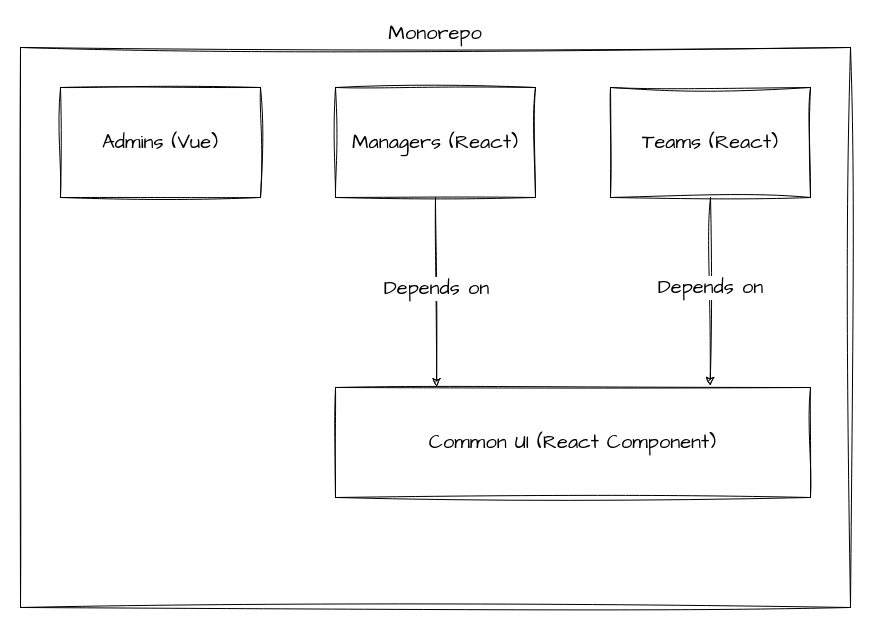 Monorepo
Admins (Vue)
Managers (React)
Teams (React)
Depends on
Depends on
Common UI (React Component)